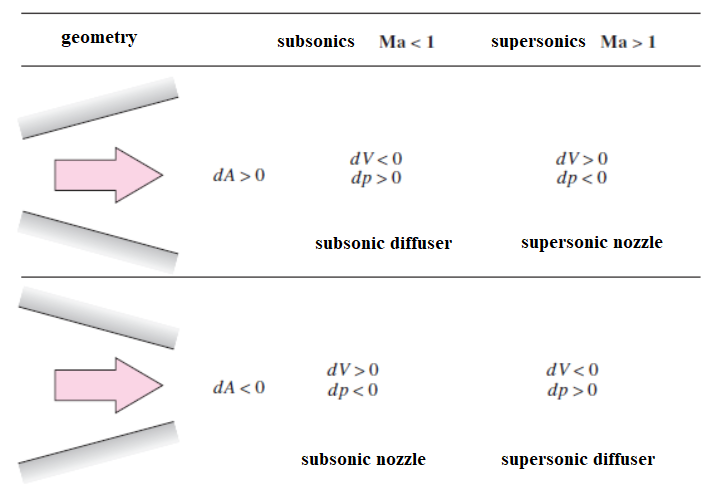 geometry subsonics Ma < 1 supersonics Ma > 1
dA > 0
dV < 0
dp > 0
subsonic diffuser
dV > 0
dp < 0
supersonic nozzle
dA < 0
dV > 0
dp < 0
subsonic nozzle
dV < 0
dp > 0
supersonic diffuser